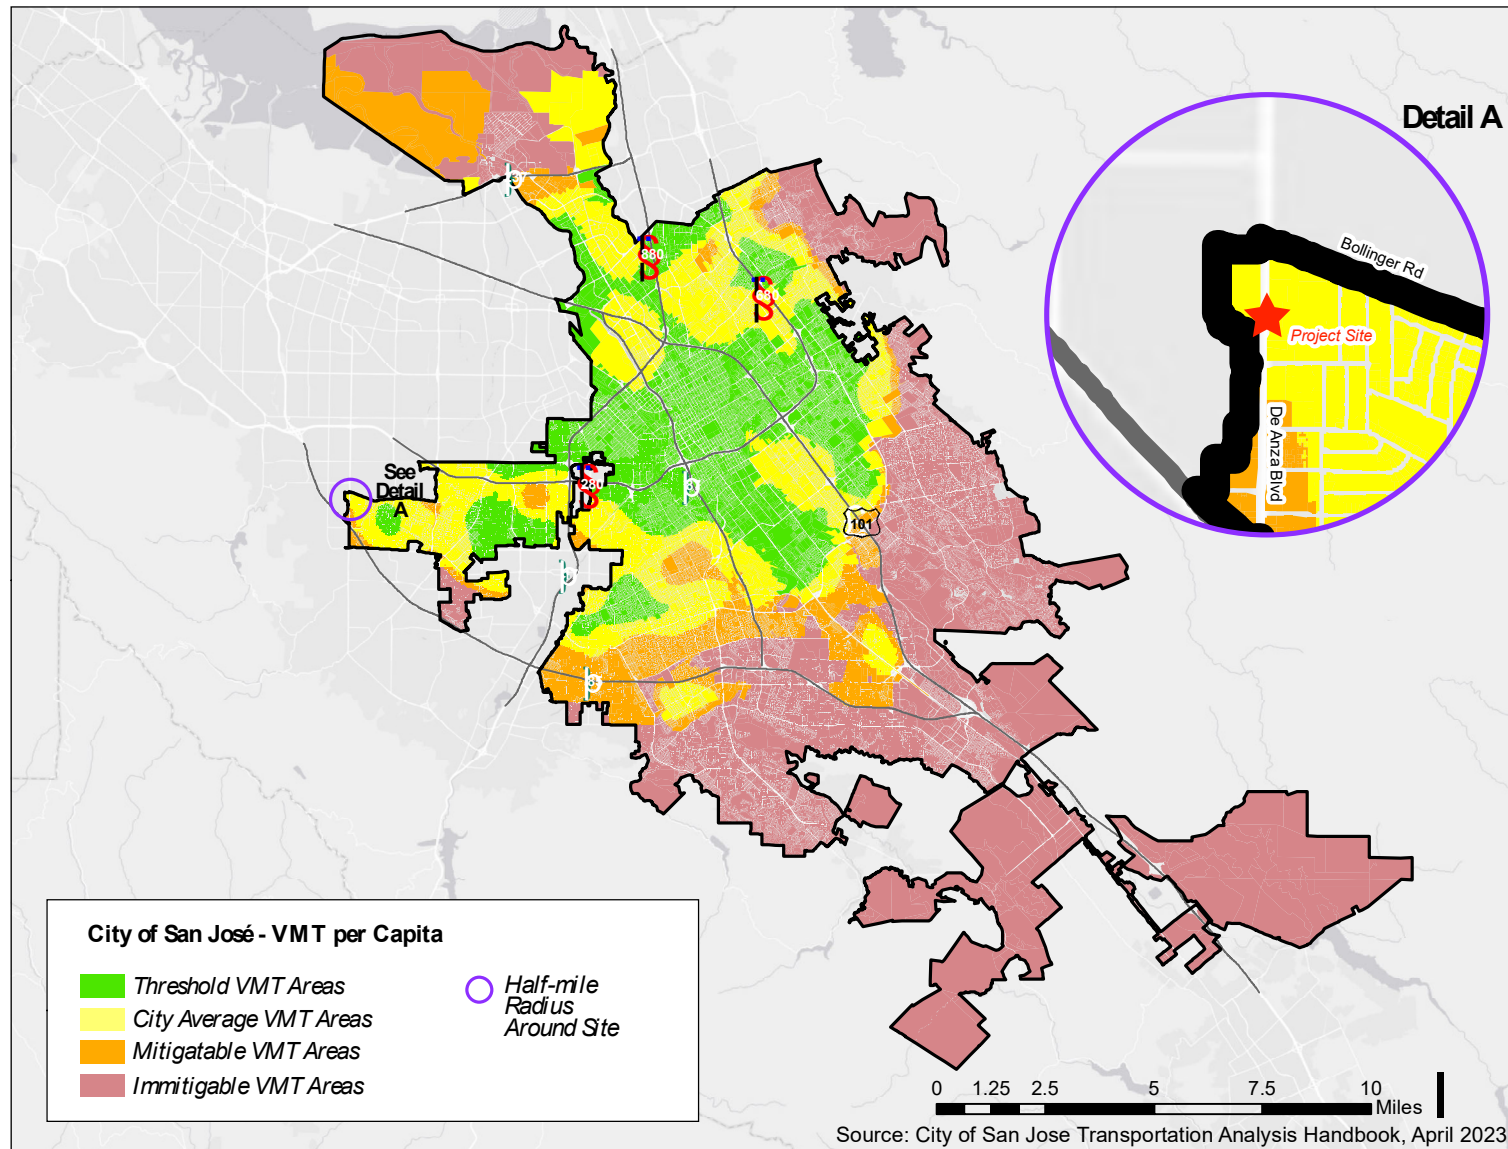 Detail A
Bollinger Rd
Project Site
De Anza Blvd
880
See
Detail
A
280
101
City of San José - VMT per Capita
Threshold VMT Areas
City Average VMT Areas
Mitigatable VMT Areas
Immitigable VMT Areas
Half-mile
Radius
Around Site
0 1.25 2.5 5 7.5 10
Miles
Source: City of San Jose Transportation Analysis Handbook, April 2023